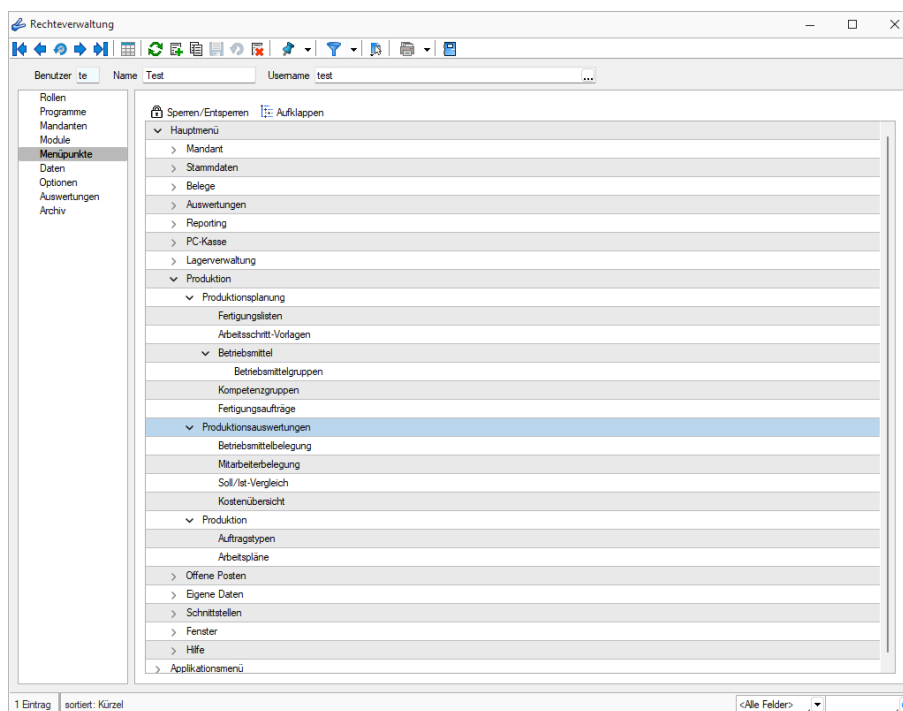 Rechteverwaltung
Benutzer te Name Test Username test ...
Rollen
Programme
Mandanten
Module
Menüpunkte
Daten
Optionen
Auswertungen
Archiv
Sperren/Entsperren Aufklappen
Hauptmenü
Mandant
Stammdaten
Belege
Auswertungen
Reporting
PC-Kasse
Lagerverwaltung
Produktion
Produktionsplanung
Fertigungslisten
Arbeitsschritt-Vorlagen
Betriebsmittel
Betriebsmittelgruppen
Kompetenzgruppen
Fertigungsaufträge
Produktionsauswertungen
Betriebsmittelbelegung
Mitarbeiterbelegung
Soll/Ist-Vergleich
Kostenübersicht
Produktion
Auftragstypen
Arbeitspläne
Offene Posten
Eigene Daten
Schnittstellen
Fenster
Hilfe
Applikationsmenü
1 Eintrag sortiert: Kürzel <Alle Felder>